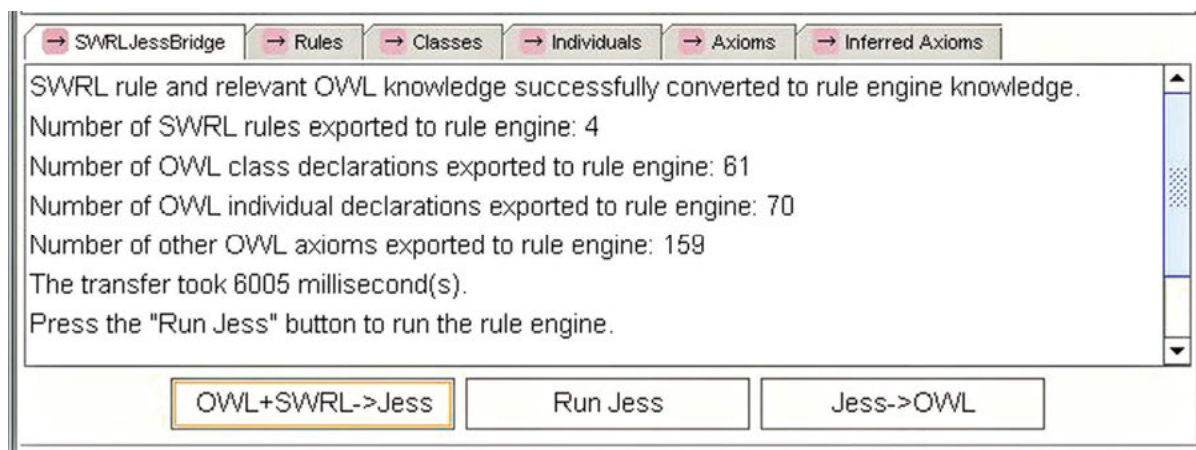 → SWRLJessBridge → Rules → Classes → Individuals → Axioms → Inferred Axioms
SWRL rule and relevant OWL knowledge successfully converted to rule engine knowledge.
Number of SWRL rules exported to rule engine: 4
Number of OWL class declarations exported to rule engine: 61
Number of OWL individual declarations exported to rule engine: 70
Number of other OWL axioms exported to rule engine: 159
The transfer took 6005 millisecond(s).
Press the "Run Jess" button to run the rule engine.
OWL+SWRL->Jess Run Jess Jess->OWL